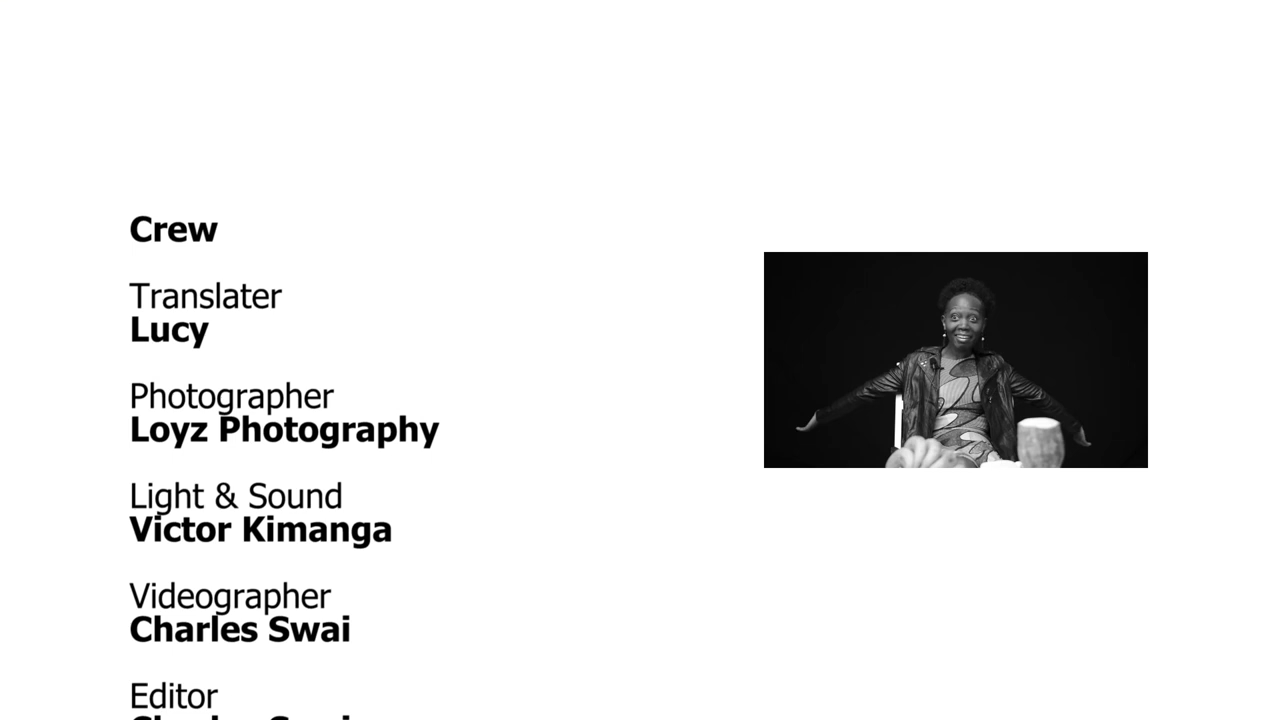 Crew
Translater
Lucy
Photographer
Loyz Photography
Light & Sound
Victor Kimanga
Videographer
Charles Swai
Editor